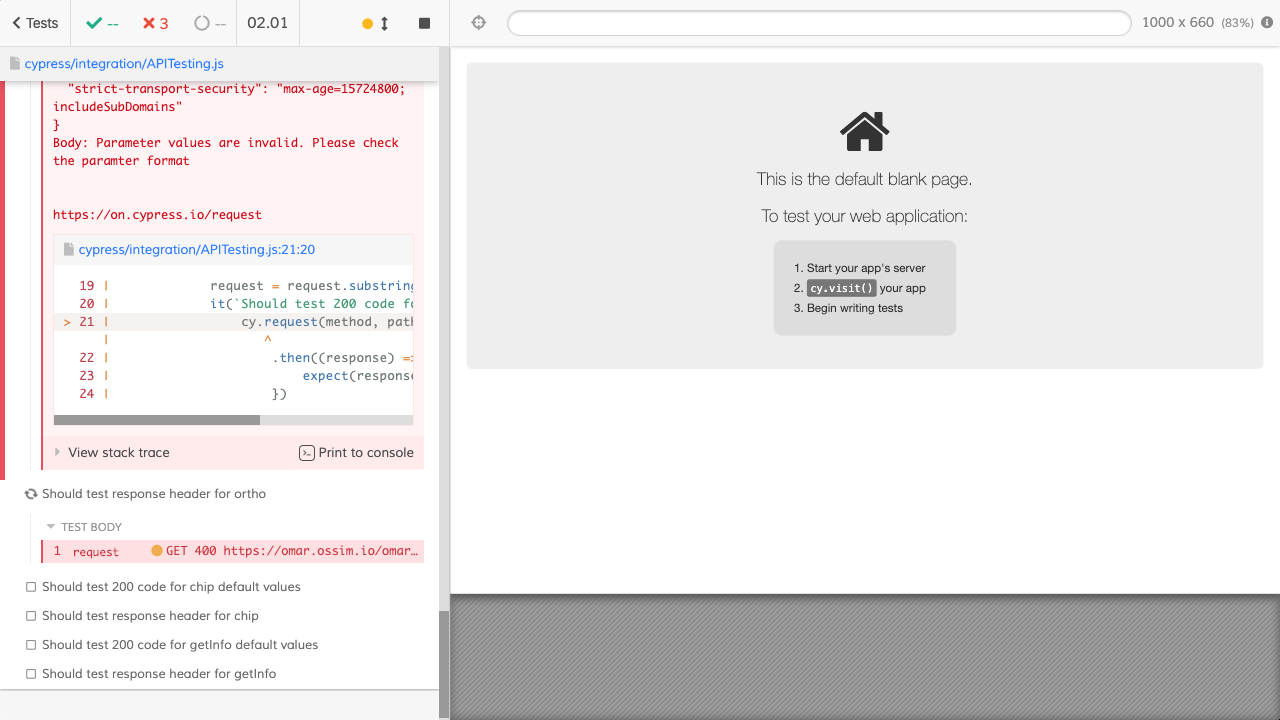 Tests
--
3
--
02.01
1000 x 660 (83%)
cypress/integration/APITesting.js
"strict-transport-security": "max-age=15724800;
includeSubDomains"
}
Body: Parameter values are invalid. Please check
the paramter format
https://on.cypress.io/request
cypress/integration/APITesting.js:21:20
19 | request = request.substring
20 | it(`Should test 200 code fo
> 21 | cy.request(method, path
| ^
22 | .then((response) =>
23 | expect(response
24 | })
View stack trace
Print to console
Should test response header for ortho
TEST BODY
1 request GET 400 https://omar.ossim.io/omar…
Should test 200 code for chip default values
Should test response header for chip
Should test 200 code for getInfo default values
Should test response header for getInfo
This is the default blank page.
To test your web application:
1. Start your app's server
2. cy.visit() your app
3. Begin writing tests